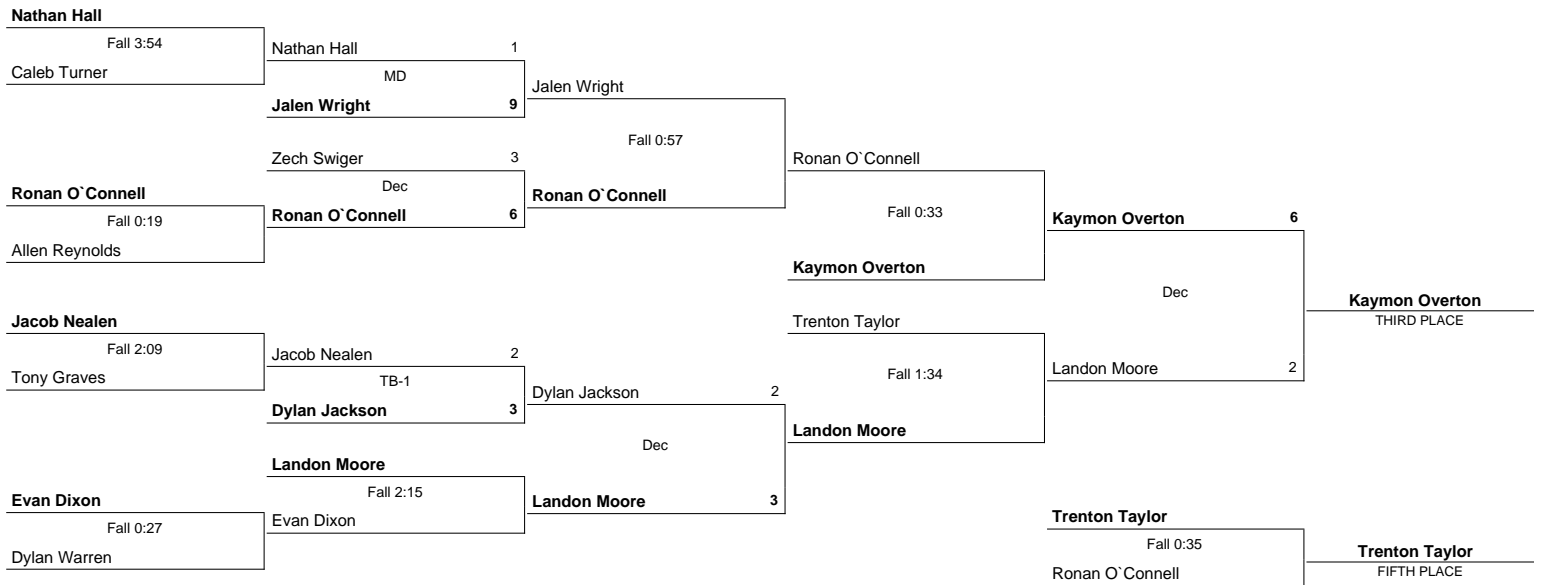 Nathan Hall
Fall 3:54
Caleb Turner
Ronan O`Connell
Fall 0:19
Allen Reynolds
Jacob Nealen
Fall 2:09
Tony Graves
Evan Dixon
Fall 0:27
Dylan Warren
Nathan Hall 1
MD
Jalen Wright 9
Zech Swiger 3
Dec
Ronan O`Connell 6
Jacob Nealen 2
TB-1
Dylan Jackson 3
Landon Moore
Fall 2:15
Evan Dixon
Jalen Wright
Fall 0:57
Ronan O`Connell
Dylan Jackson 2
Dec
Landon Moore 3
Ronan O`Connell
Fall 0:33
Kaymon Overton
Trenton Taylor
Fall 1:34
Landon Moore
Kaymon Overton 6
Dec
Landon Moore 2
Kaymon Overton
THIRD PLACE
Trenton Taylor
Fall 0:35
Ronan O`Connell
Trenton Taylor
FIFTH PLACE